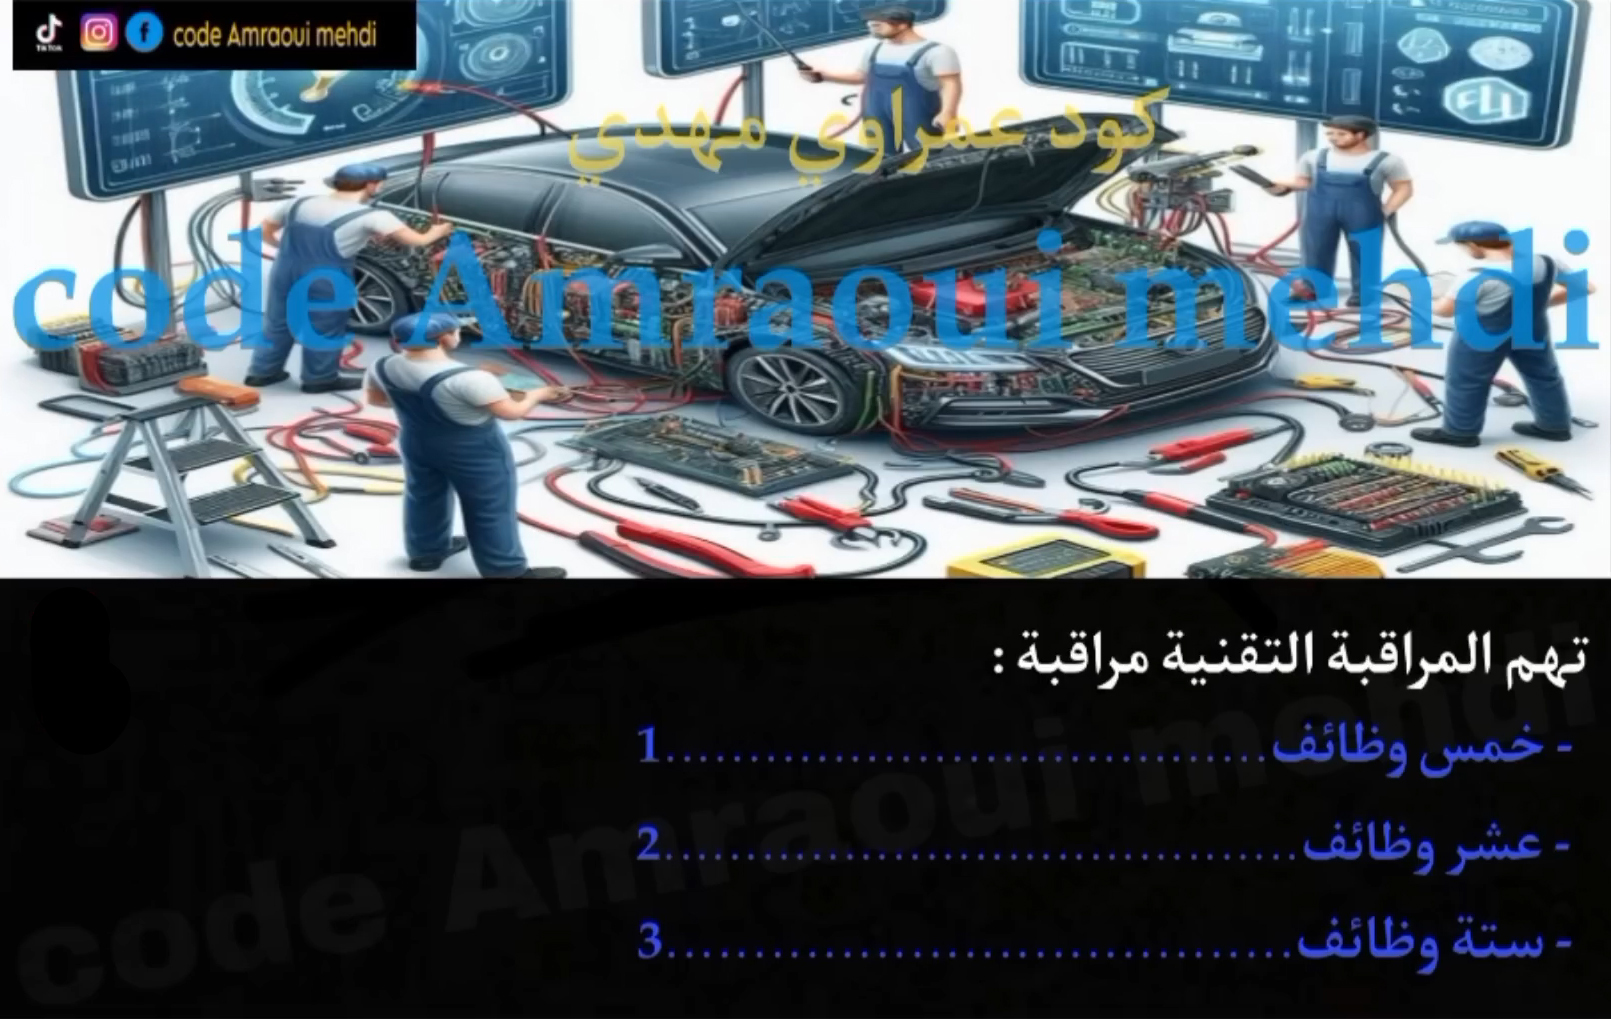 TikTok
code Amraoui mehdi
كود عمراوي مهدي
code Amraoui mehdi
تهم المراقبة التقنية مراقبة :
- خمس وظائف.....................................1
- عشر وظائف.......................................2
- ستة وظائف.......................................3
code Amraoui mehdi